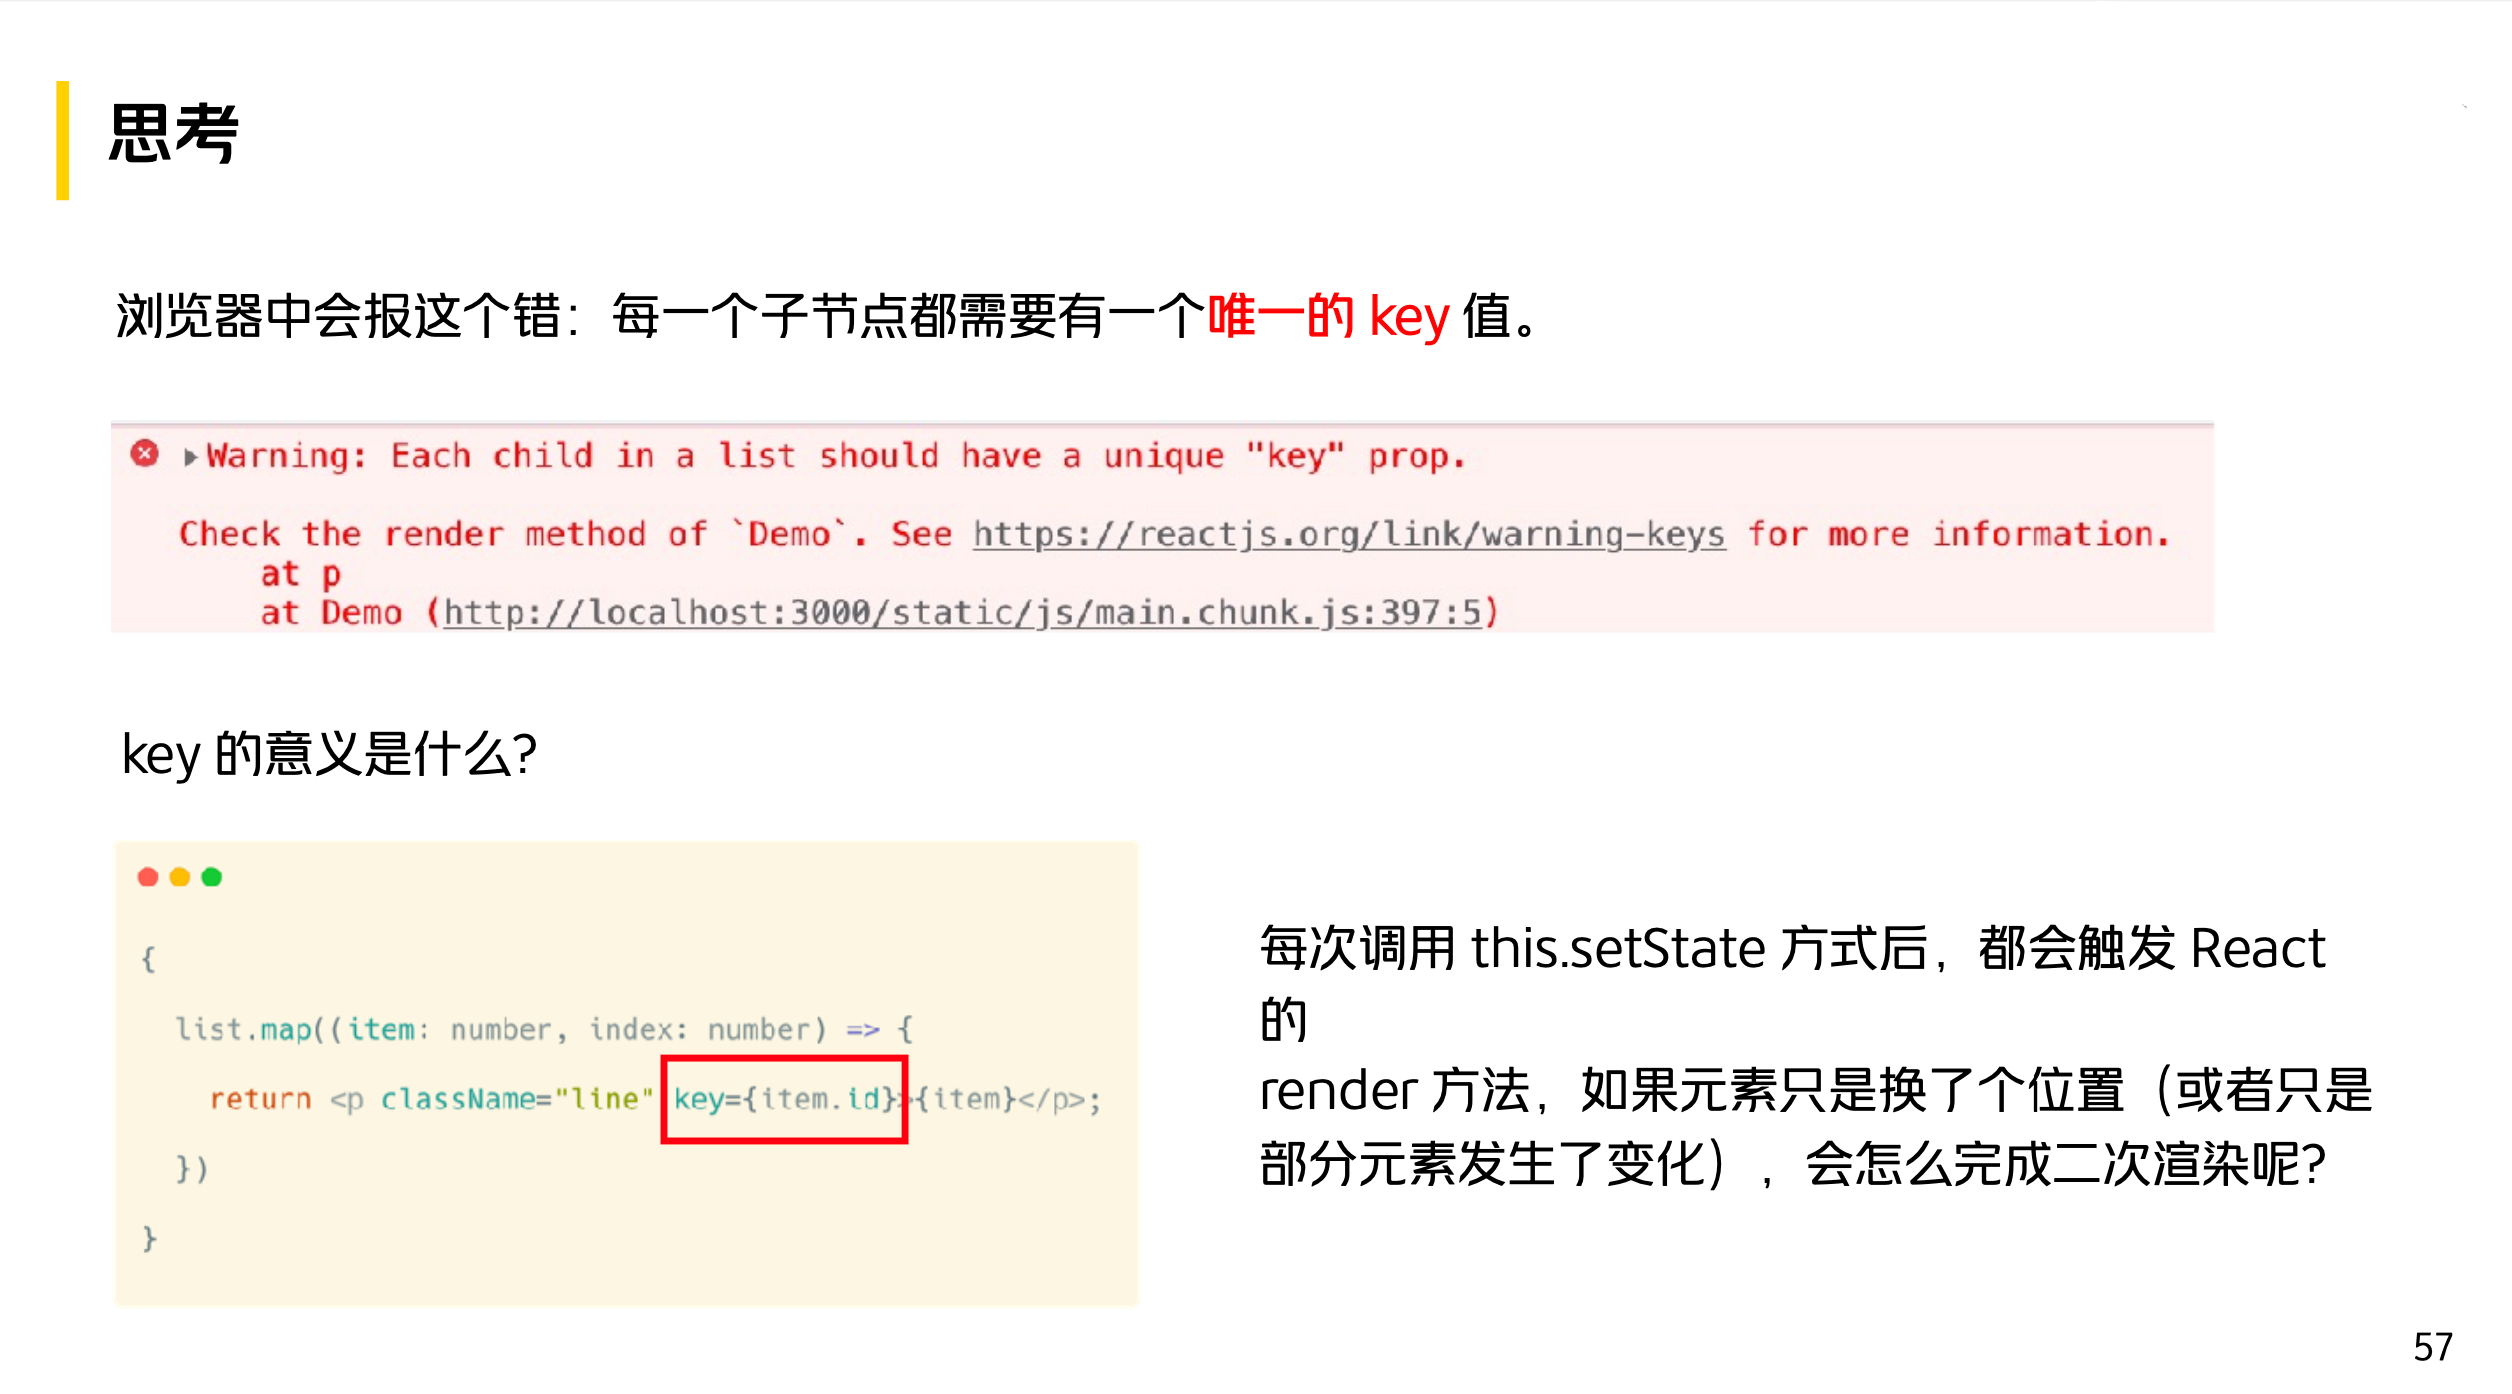 思考
浏览器中会报这个错：每一个子节点都需要有一个唯一的 key 值。
Warning: Each child in a list should have a unique "key" prop.
Check the render method of `Demo`. See https://reactjs.org/link/warning-keys for more information.
at p
at Demo (http://localhost:3000/static/js/main.chunk.js:397:5)
key 的意义是什么？
{
list.map((item: number, index: number) => {
return <p className="line" key={item.id}>{item}</p>;
})
}
每次调用 this.setState 方式后，都会触发 React
的
render 方法，如果元素只是换了个位置（或者只是
部分元素发生了变化），会怎么完成二次渲染呢？
57